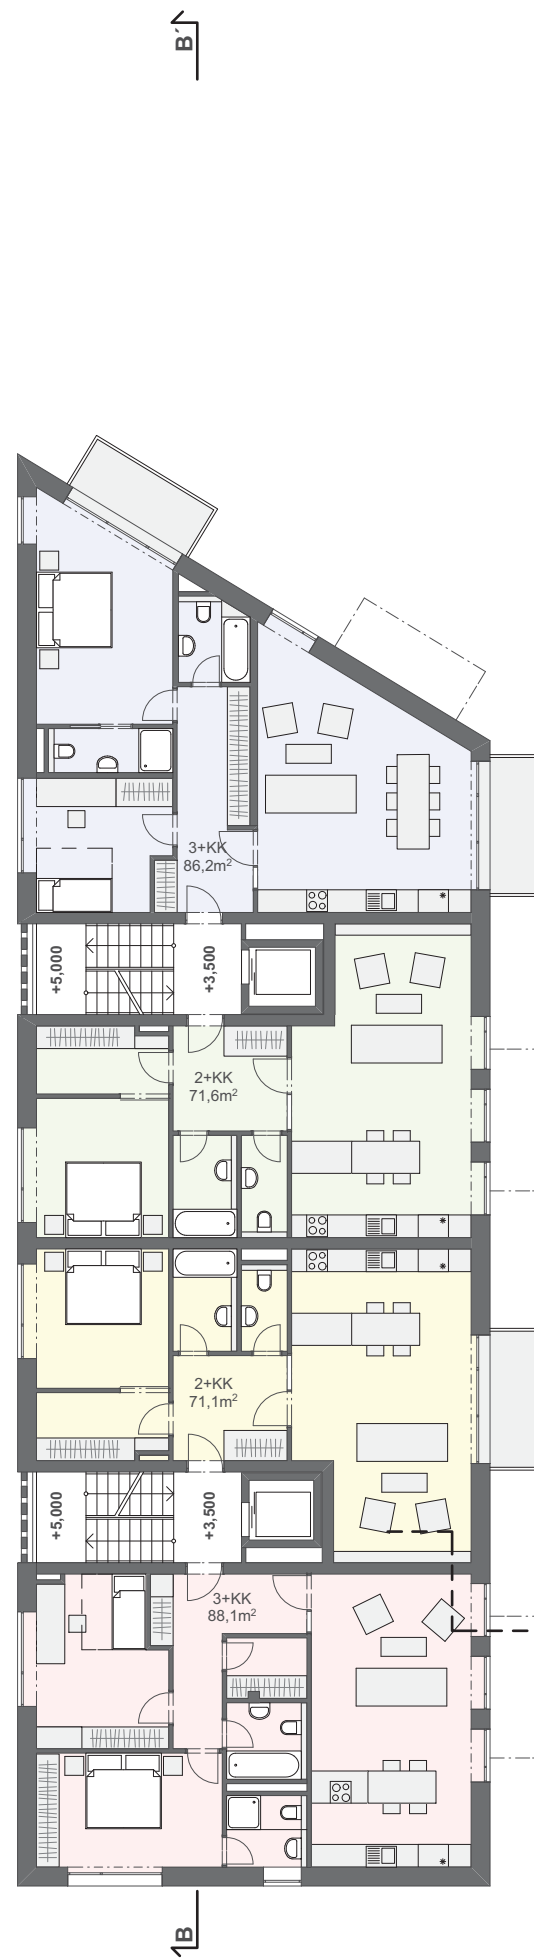 B´
3+KK
86,2m²
+5,000
+3,500
2+KK
71,6m²
2+KK
71,1m²
+5,000
+3,500
3+KK
88,1m²
B